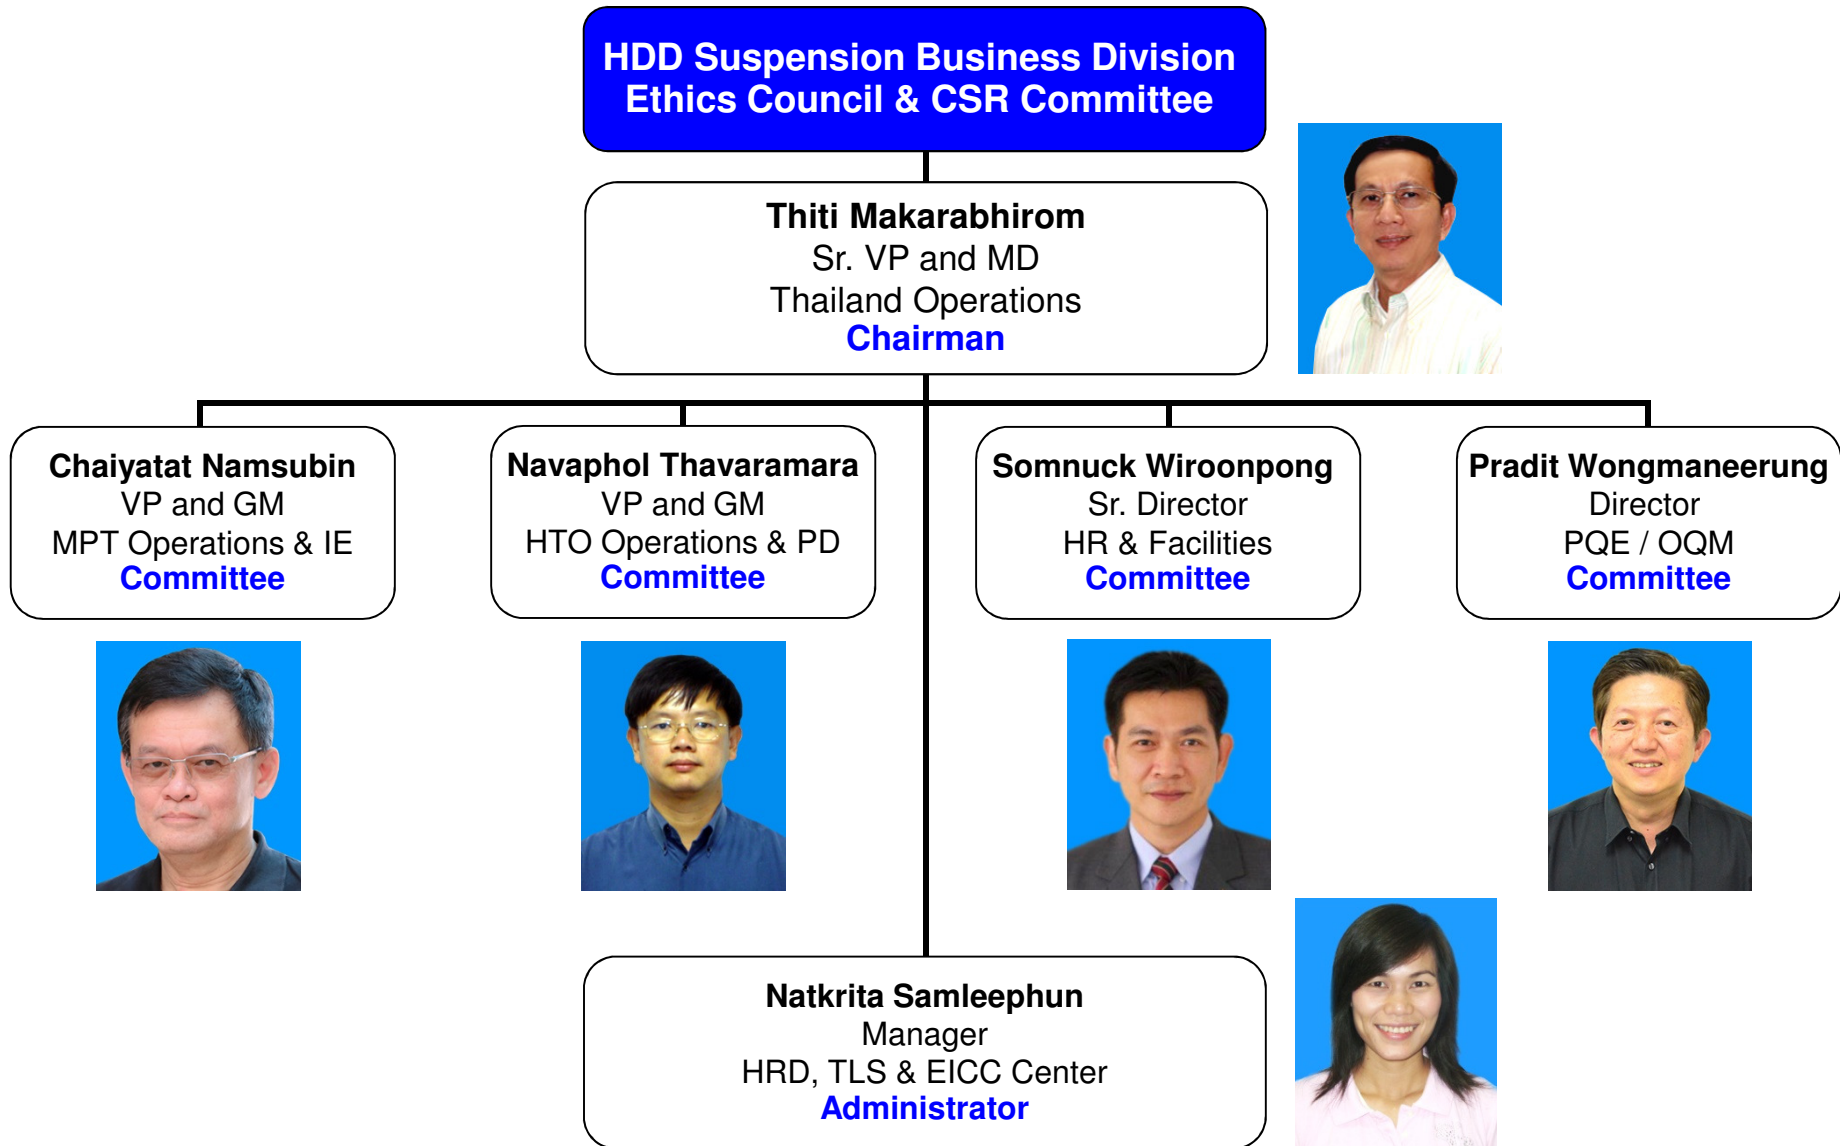 HDD Suspension Business Division
Ethics Council & CSR Committee
Thiti Makarabhirom
Sr. VP and MD
Thailand Operations
Chairman
Chaiyatat Namsubin
VP and GM
MPT Operations & IE
Committee
Navaphol Thavaramara
VP and GM
HTO Operations & PD
Committee
Somnuck Wiroonpong
Sr. Director
HR & Facilities
Committee
Pradit Wongmaneerung
Director
PQE / OQM
Committee
Natkrita Samleephun
Manager
HRD, TLS & EICC Center
Administrator